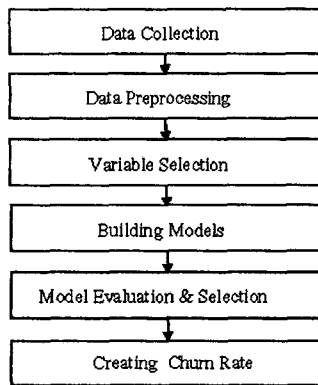 Data Collection
Data Preprocessing
Variable Selection
Building Models
Model Evaluation & Selection
Creating Churn Rate